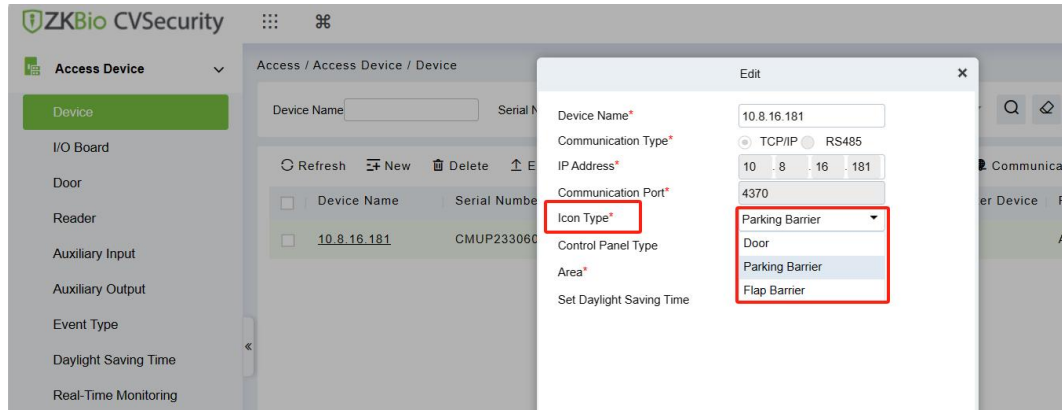 ZKBio CVSecurity
Access Device
Device
I/O Board
Door
Reader
Auxiliary Input
Auxiliary Output
Event Type
Daylight Saving Time
Real-Time Monitoring
Access / Access Device / Device
Device Name
Serial
Refresh New Delete
Communica
Device Name Serial Numbe
er Device
10.8.16.181 CMUP233060
Edit
Device Name* 10.8.16.181
Communication Type* TCP/IP RS485
IP Address* 10 . 8 . 16 . 181
Communication Port* 4370
Icon Type* Parking Barrier
Door
Parking Barrier
Flap Barrier
Control Panel Type
Area*
Set Daylight Saving Time